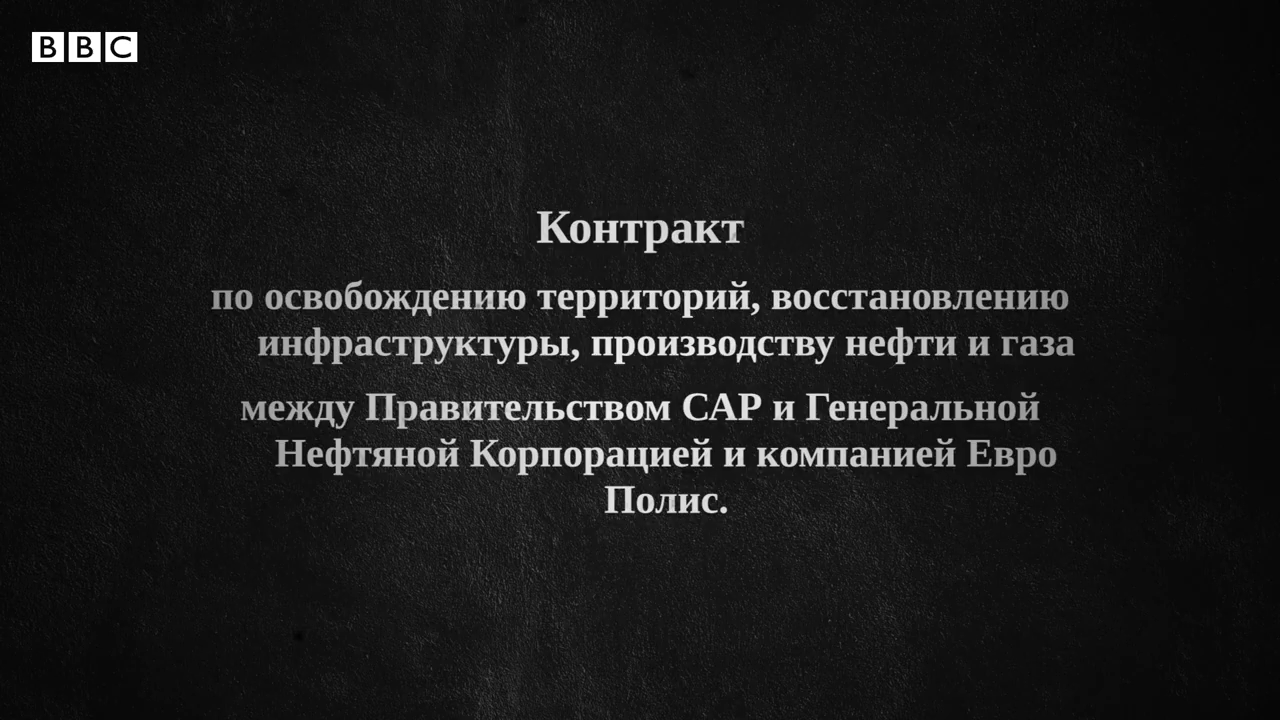 BBC
Контракт
по освобождению территорий, восстановлению
инфраструктуры, производству нефти и газа
между Правительством САР и Генеральной
Нефтяной Корпорацией и компанией Евро
Полис.